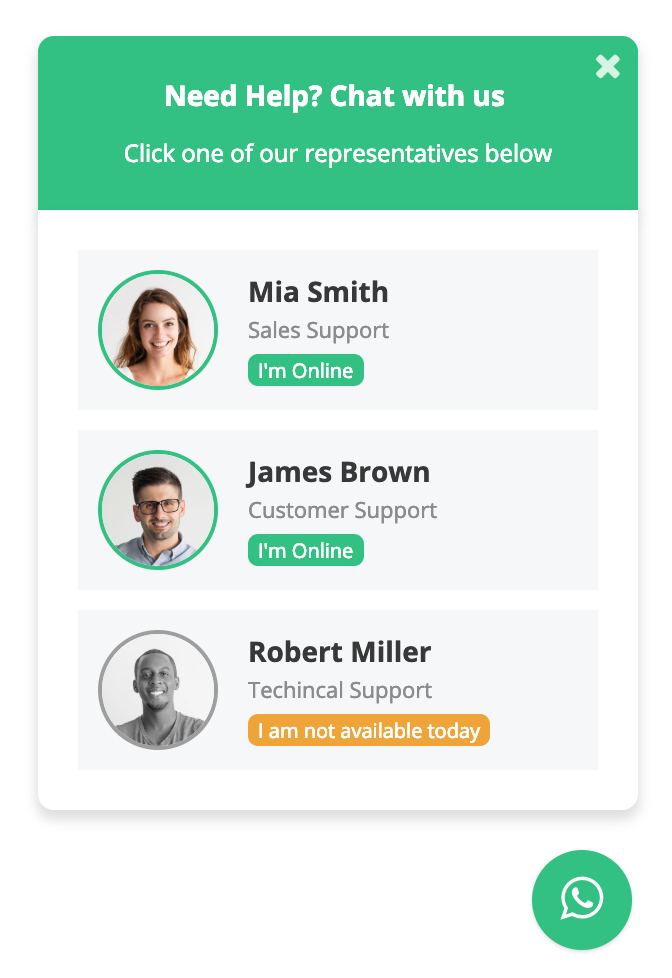 Need Help? Chat with us
Click one of our representatives below
Mia Smith
Sales Support
I'm Online
James Brown
Customer Support
I'm Online
Robert Miller
Techincal Support
I am not available today